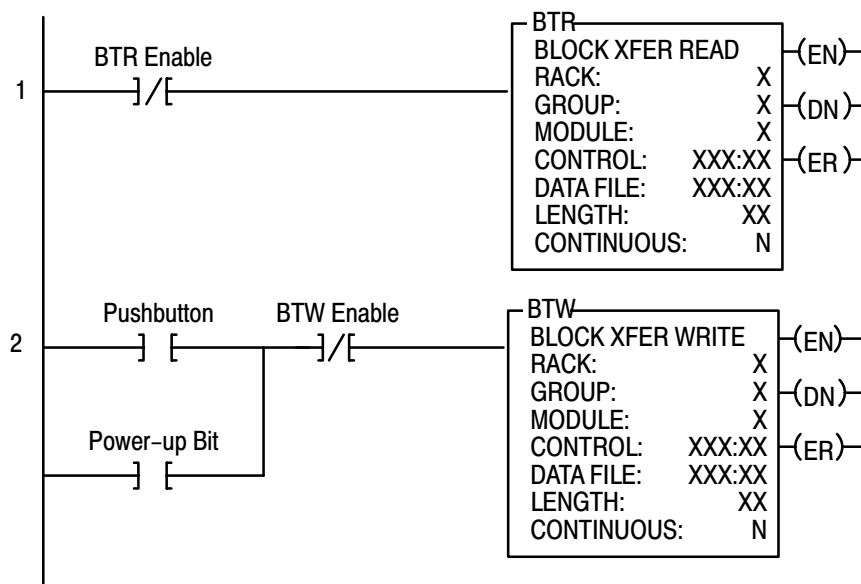 BTR Enable
1
BTR
BLOCK XFER READ
RACK: X
GROUP: X
MODULE: X
CONTROL: XXX:XX
DATA FILE: XXX:XX
LENGTH: XX
CONTINUOUS: N
(EN)
(DN)
(ER)
2
Pushbutton
BTW Enable
Power-up Bit
BTW
BLOCK XFER WRITE
RACK: X
GROUP: X
MODULE: X
CONTROL: XXX:XX
DATA FILE: XXX:XX
LENGTH: XX
CONTINUOUS: N
(EN)
(DN)
(ER)